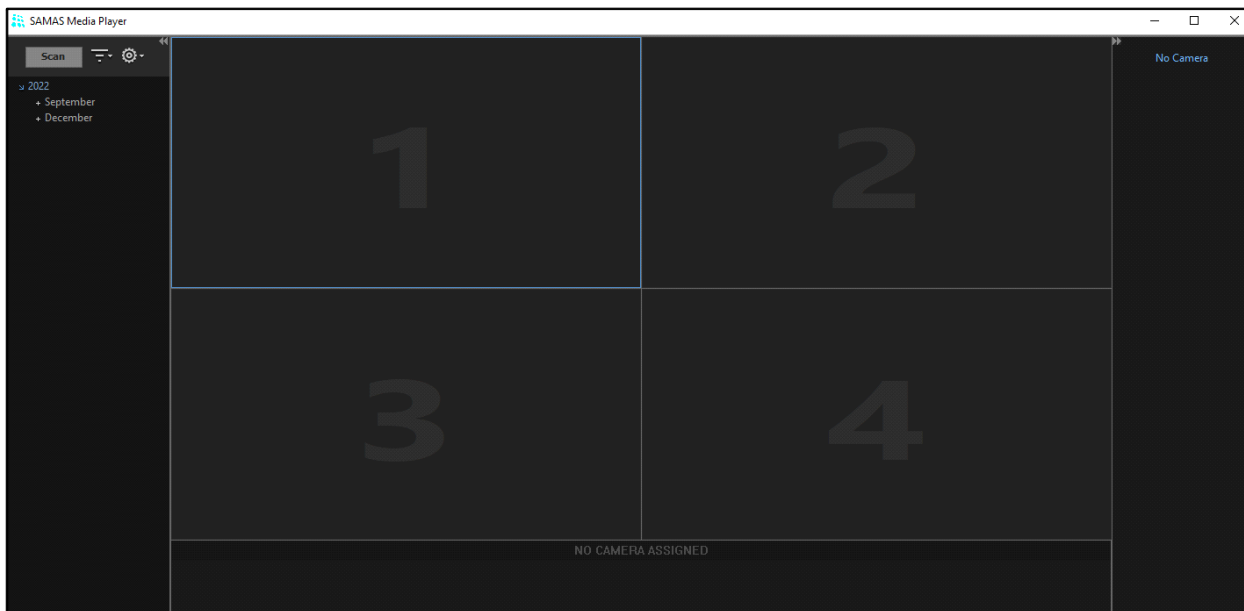 SAMAS Media Player
Scan
No Camera
2022
+ September
+ December
1
2
3
4
NO CAMERA ASSIGNED